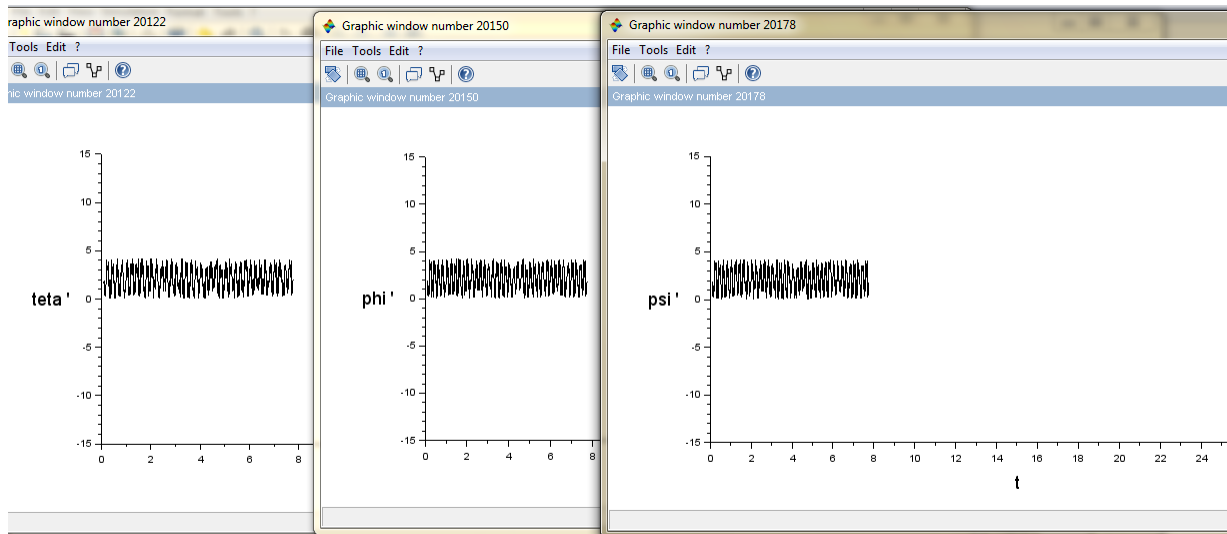 raphic window number 20122
Tools Edit ?
hic window number 20122
15
10
5
0
-5
-10
-15
teta '
0 2 4 6 8
Graphic window number 20150
File Tools Edit ?
Graphic window number 20150
15
10
5
0
-5
-10
-15
phi '
0 2 4 6 8
Graphic window number 20178
File Tools Edit ?
Graphic window number 20178
15
10
5
0
-5
-10
-15
psi '
0 2 4 6 8 10 12 14 16 18 20 22 24
t